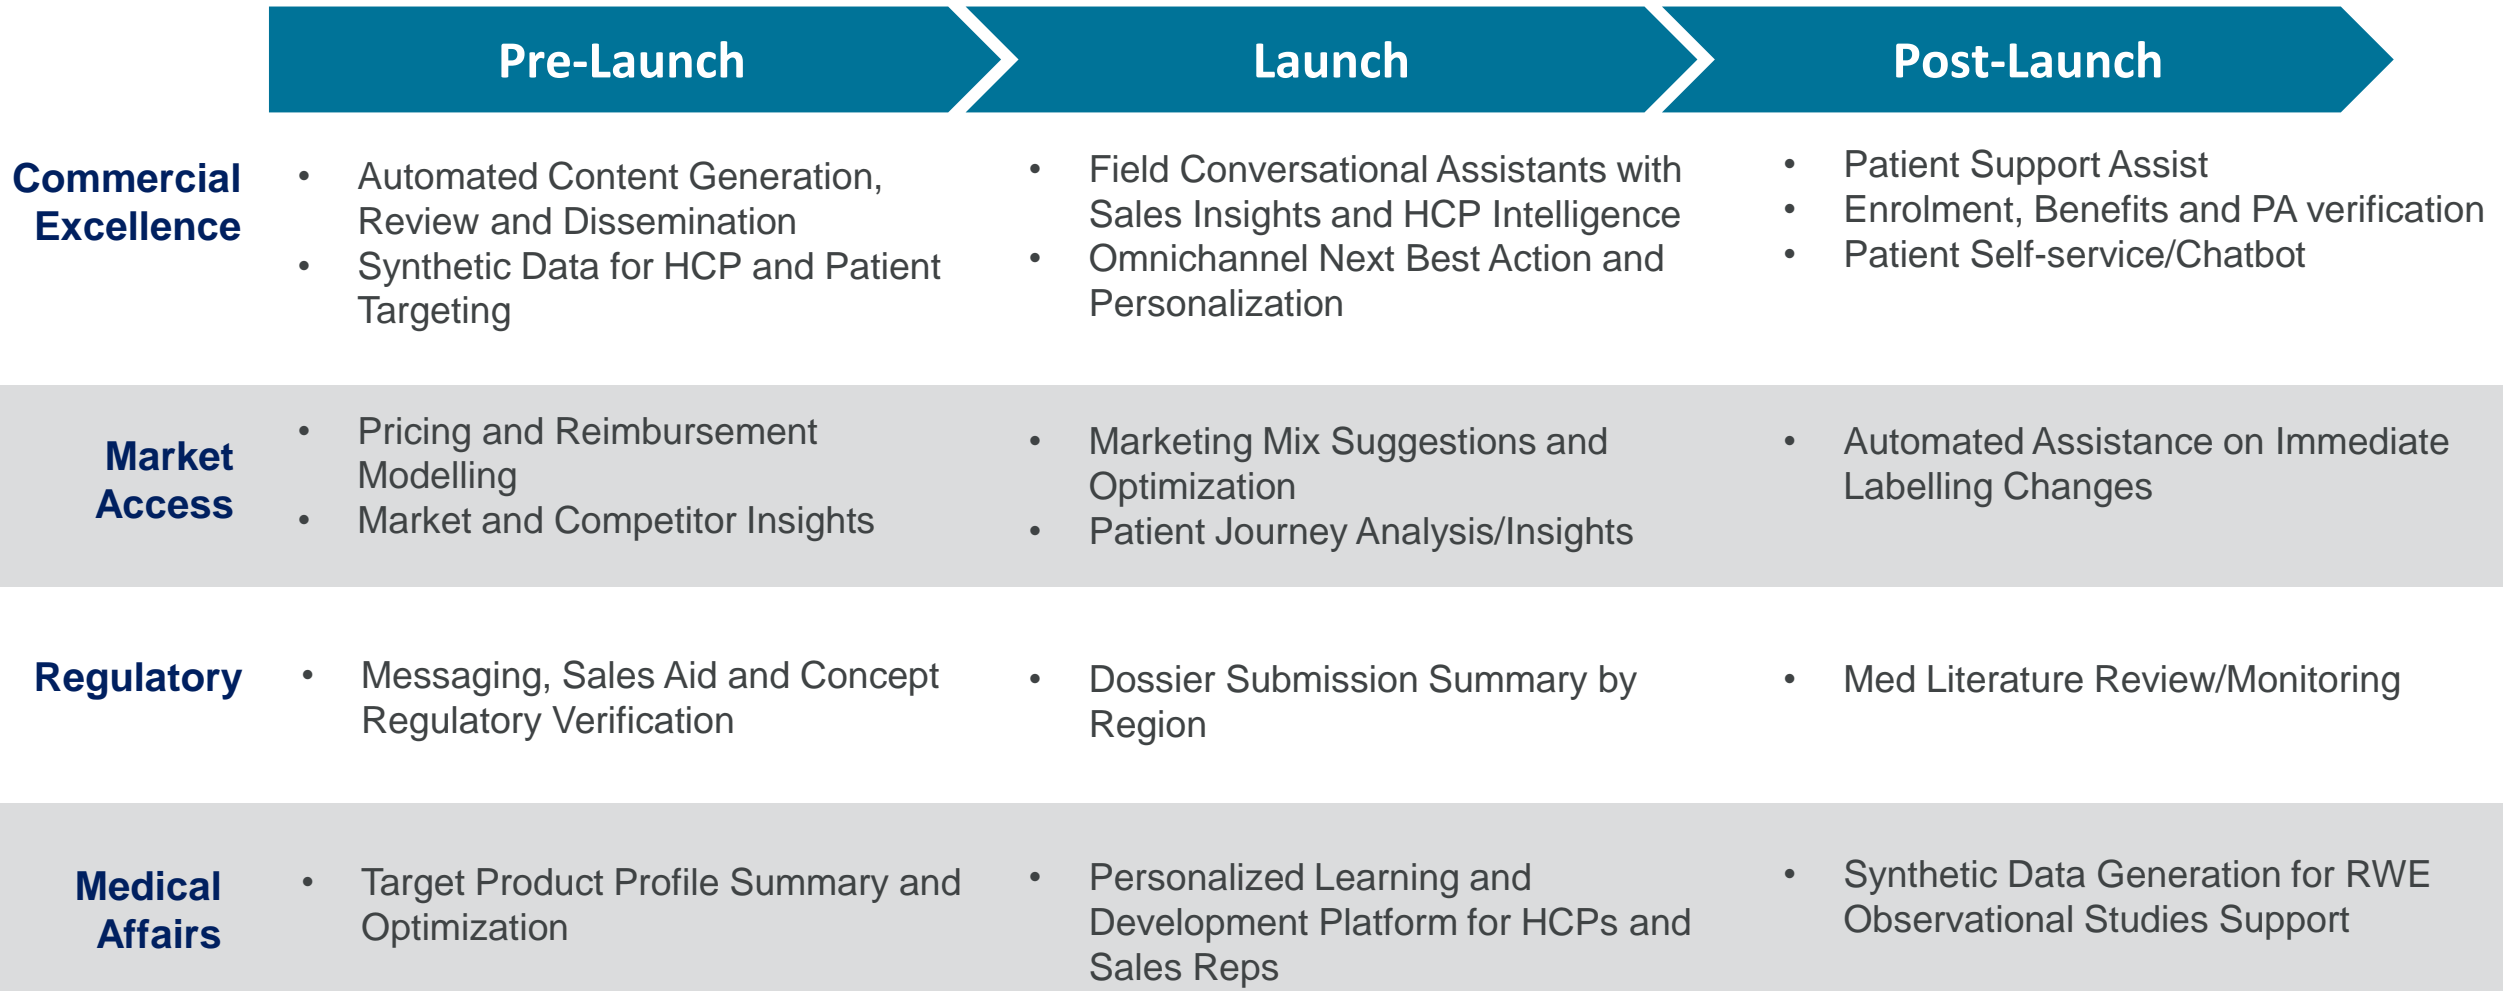 Pre-Launch
Launch
Post-Launch
Commercial
Excellence
• Automated Content Generation,
Review and Dissemination
• Synthetic Data for HCP and Patient
Targeting
• Field Conversational Assistants with
Sales Insights and HCP Intelligence
• Omnichannel Next Best Action and
Personalization
• Patient Support Assist
• Enrolment, Benefits and PA verification
• Patient Self-service/Chatbot
Market
Access
• Pricing and Reimbursement
Modelling
• Market and Competitor Insights
• Marketing Mix Suggestions and
Optimization
• Patient Journey Analysis/Insights
• Automated Assistance on Immediate
Labelling Changes
Regulatory
• Messaging, Sales Aid and Concept
Regulatory Verification
• Dossier Submission Summary by
Region
• Med Literature Review/Monitoring
Medical
Affairs
• Target Product Profile Summary and
Optimization
• Personalized Learning and
Development Platform for HCPs and
Sales Reps
• Synthetic Data Generation for RWE
Observational Studies Support